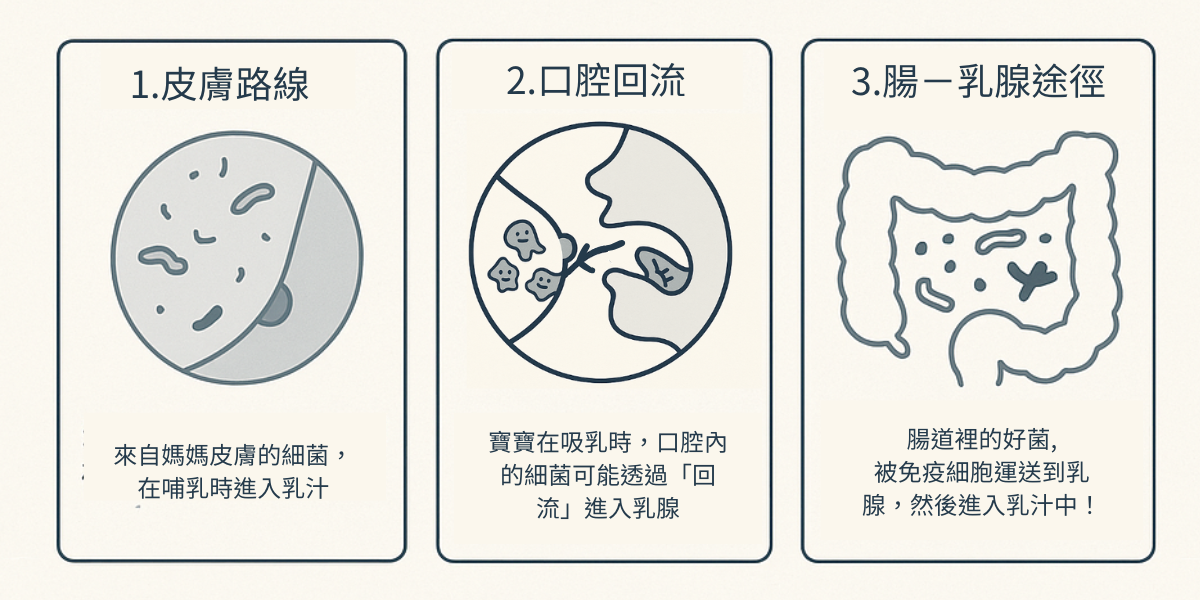 1.皮膚路線
來自媽媽皮膚的細菌，
在哺乳時進入乳汁
2.口腔回流
寶寶在吸乳時，口腔內
的細菌可能透過「回
流」進入乳腺
3.腸－乳腺途徑
腸道裡的好菌,
被免疫細胞運送到乳
腺，然後進入乳汁中！